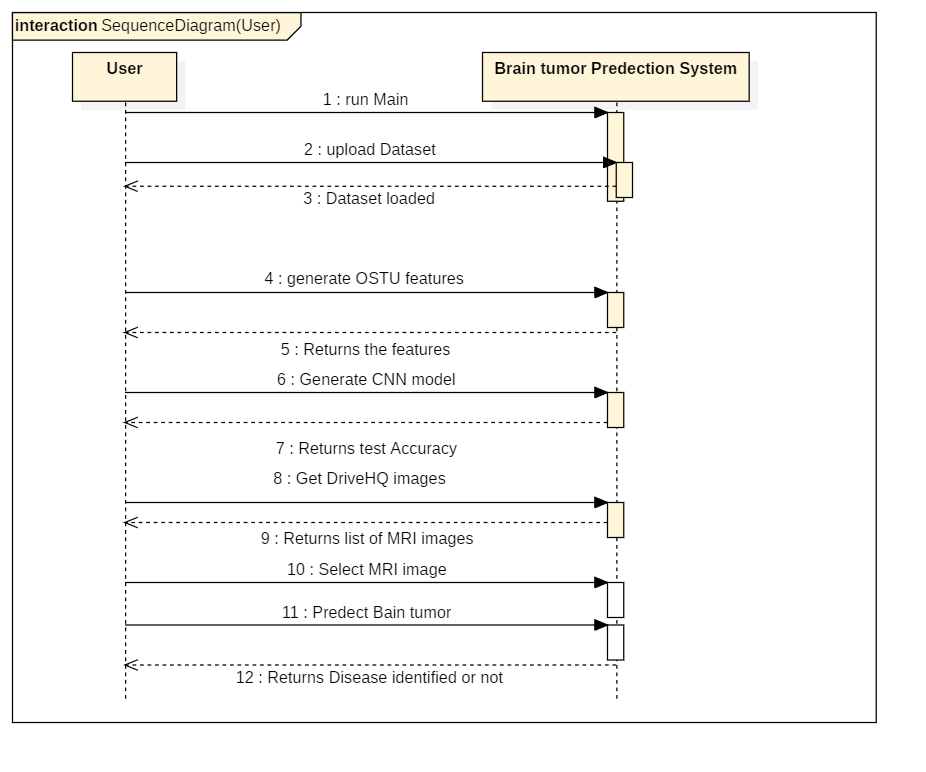 interaction SequenceDiagram(User)
User
Brain tumor Predection System
1 : run Main
2 : upload Dataset
3 : Dataset loaded
4 : generate OSTU features
5 : Returns the features
6 : Generate CNN model
7 : Returns test Accuracy
8 : Get DriveHQ images
9 : Returns list of MRI images
10 : Select MRI image
11 : Predect Bain tumor
12 : Returns Disease identified or not